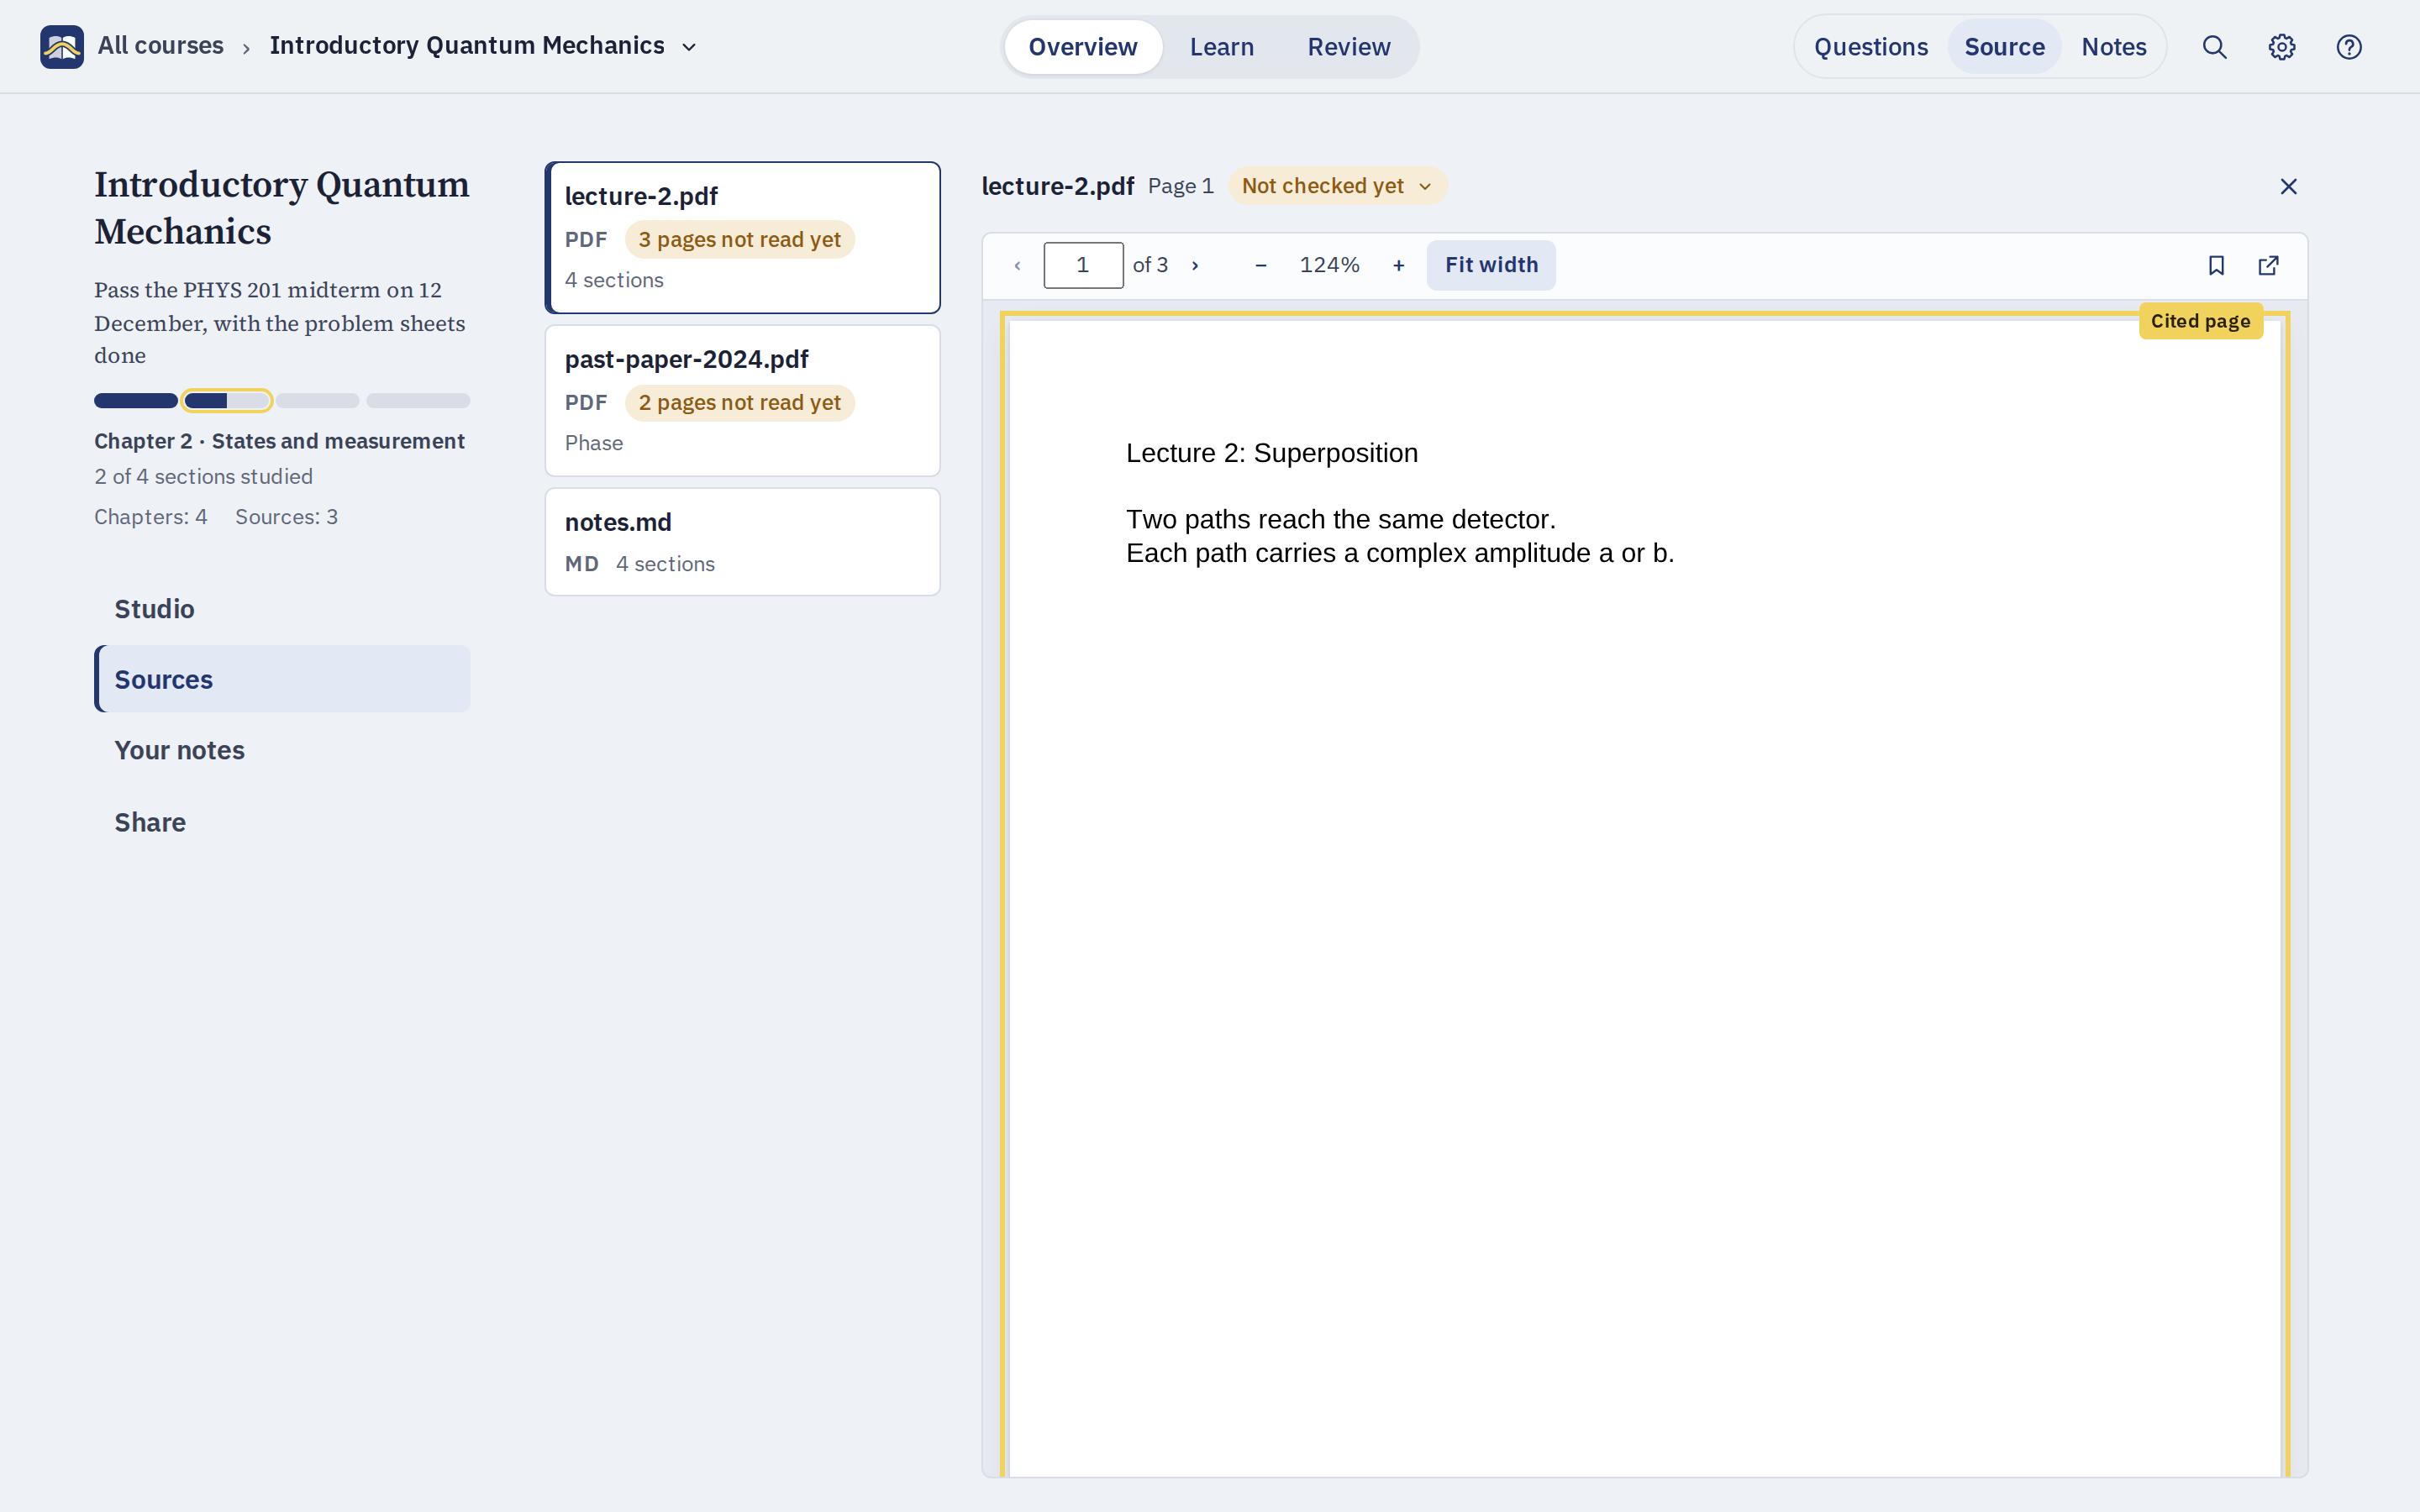 All courses › Introductory Quantum Mechanics
Overview Learn Review
Questions Source Notes
Introductory Quantum
Mechanics
Pass the PHYS 201 midterm on 12
December, with the problem sheets
done
Chapter 2 · States and measurement
2 of 4 sections studied
Chapters: 4 Sources: 3
Studio
Sources
Your notes
Share
lecture-2.pdf
PDF 3 pages not read yet
4 sections
past-paper-2024.pdf
PDF 2 pages not read yet
Phase
notes.md
MD 4 sections
lecture-2.pdf Page 1 Not checked yet
‹ 1 of 3 › − 124% + Fit width
Cited page
Lecture 2: Superposition
Two paths reach the same detector.
Each path carries a complex amplitude a or b.